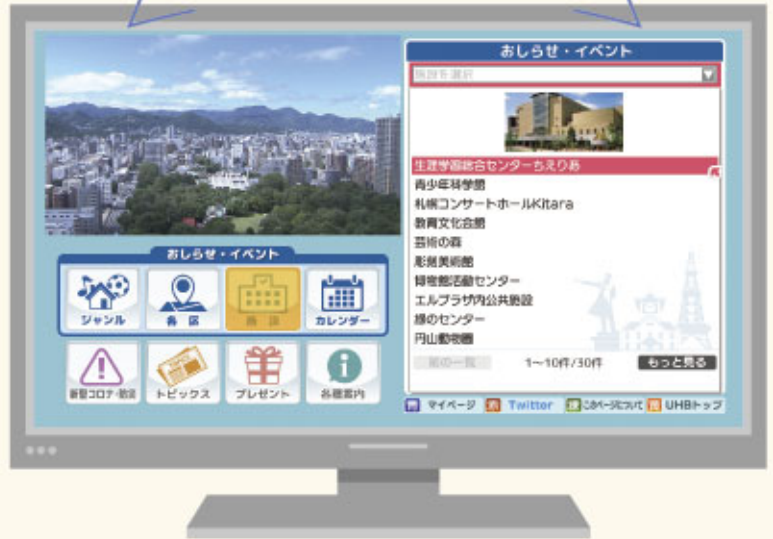 おしらせ・イベント
施設を選択
生涯学習総合センターちえりあ
青少年科学館
札幌コンサートホールKitara
教育文化会館
芸術の森
彫刻美術館
博物館活動センター
エルプラザ内公共施設
緑のセンター
円山動物園
前の一覧
1~10件/30件
もっと見る
おしらせ・イベント
ジャンル
各区
施設
カレンダー
新型コロナ・防災
トピックス
プレゼント
各種案内
マイページ
Twitter
このページについて
UHBトップ